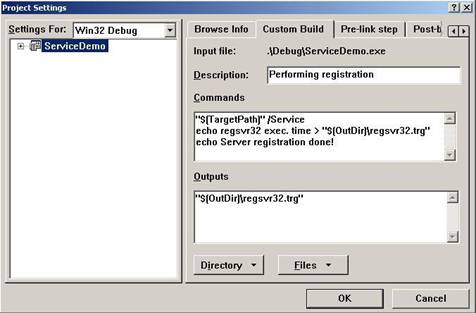 Project Settings
Settings For: Win32 Debug
ServiceDemo
Browse Info Custom Build Pre-link step Post-b
Input file: .\Debug\ServiceDemo.exe
Description: Performing registration
Commands
"$(TargetPath)" /Service
echo regsvr32 exec. time > "$(OutDir)\regsvr32.trg"
echo Server registration done!
Outputs
"$(OutDir)\regsvr32.trg"
Directory Files
OK Cancel